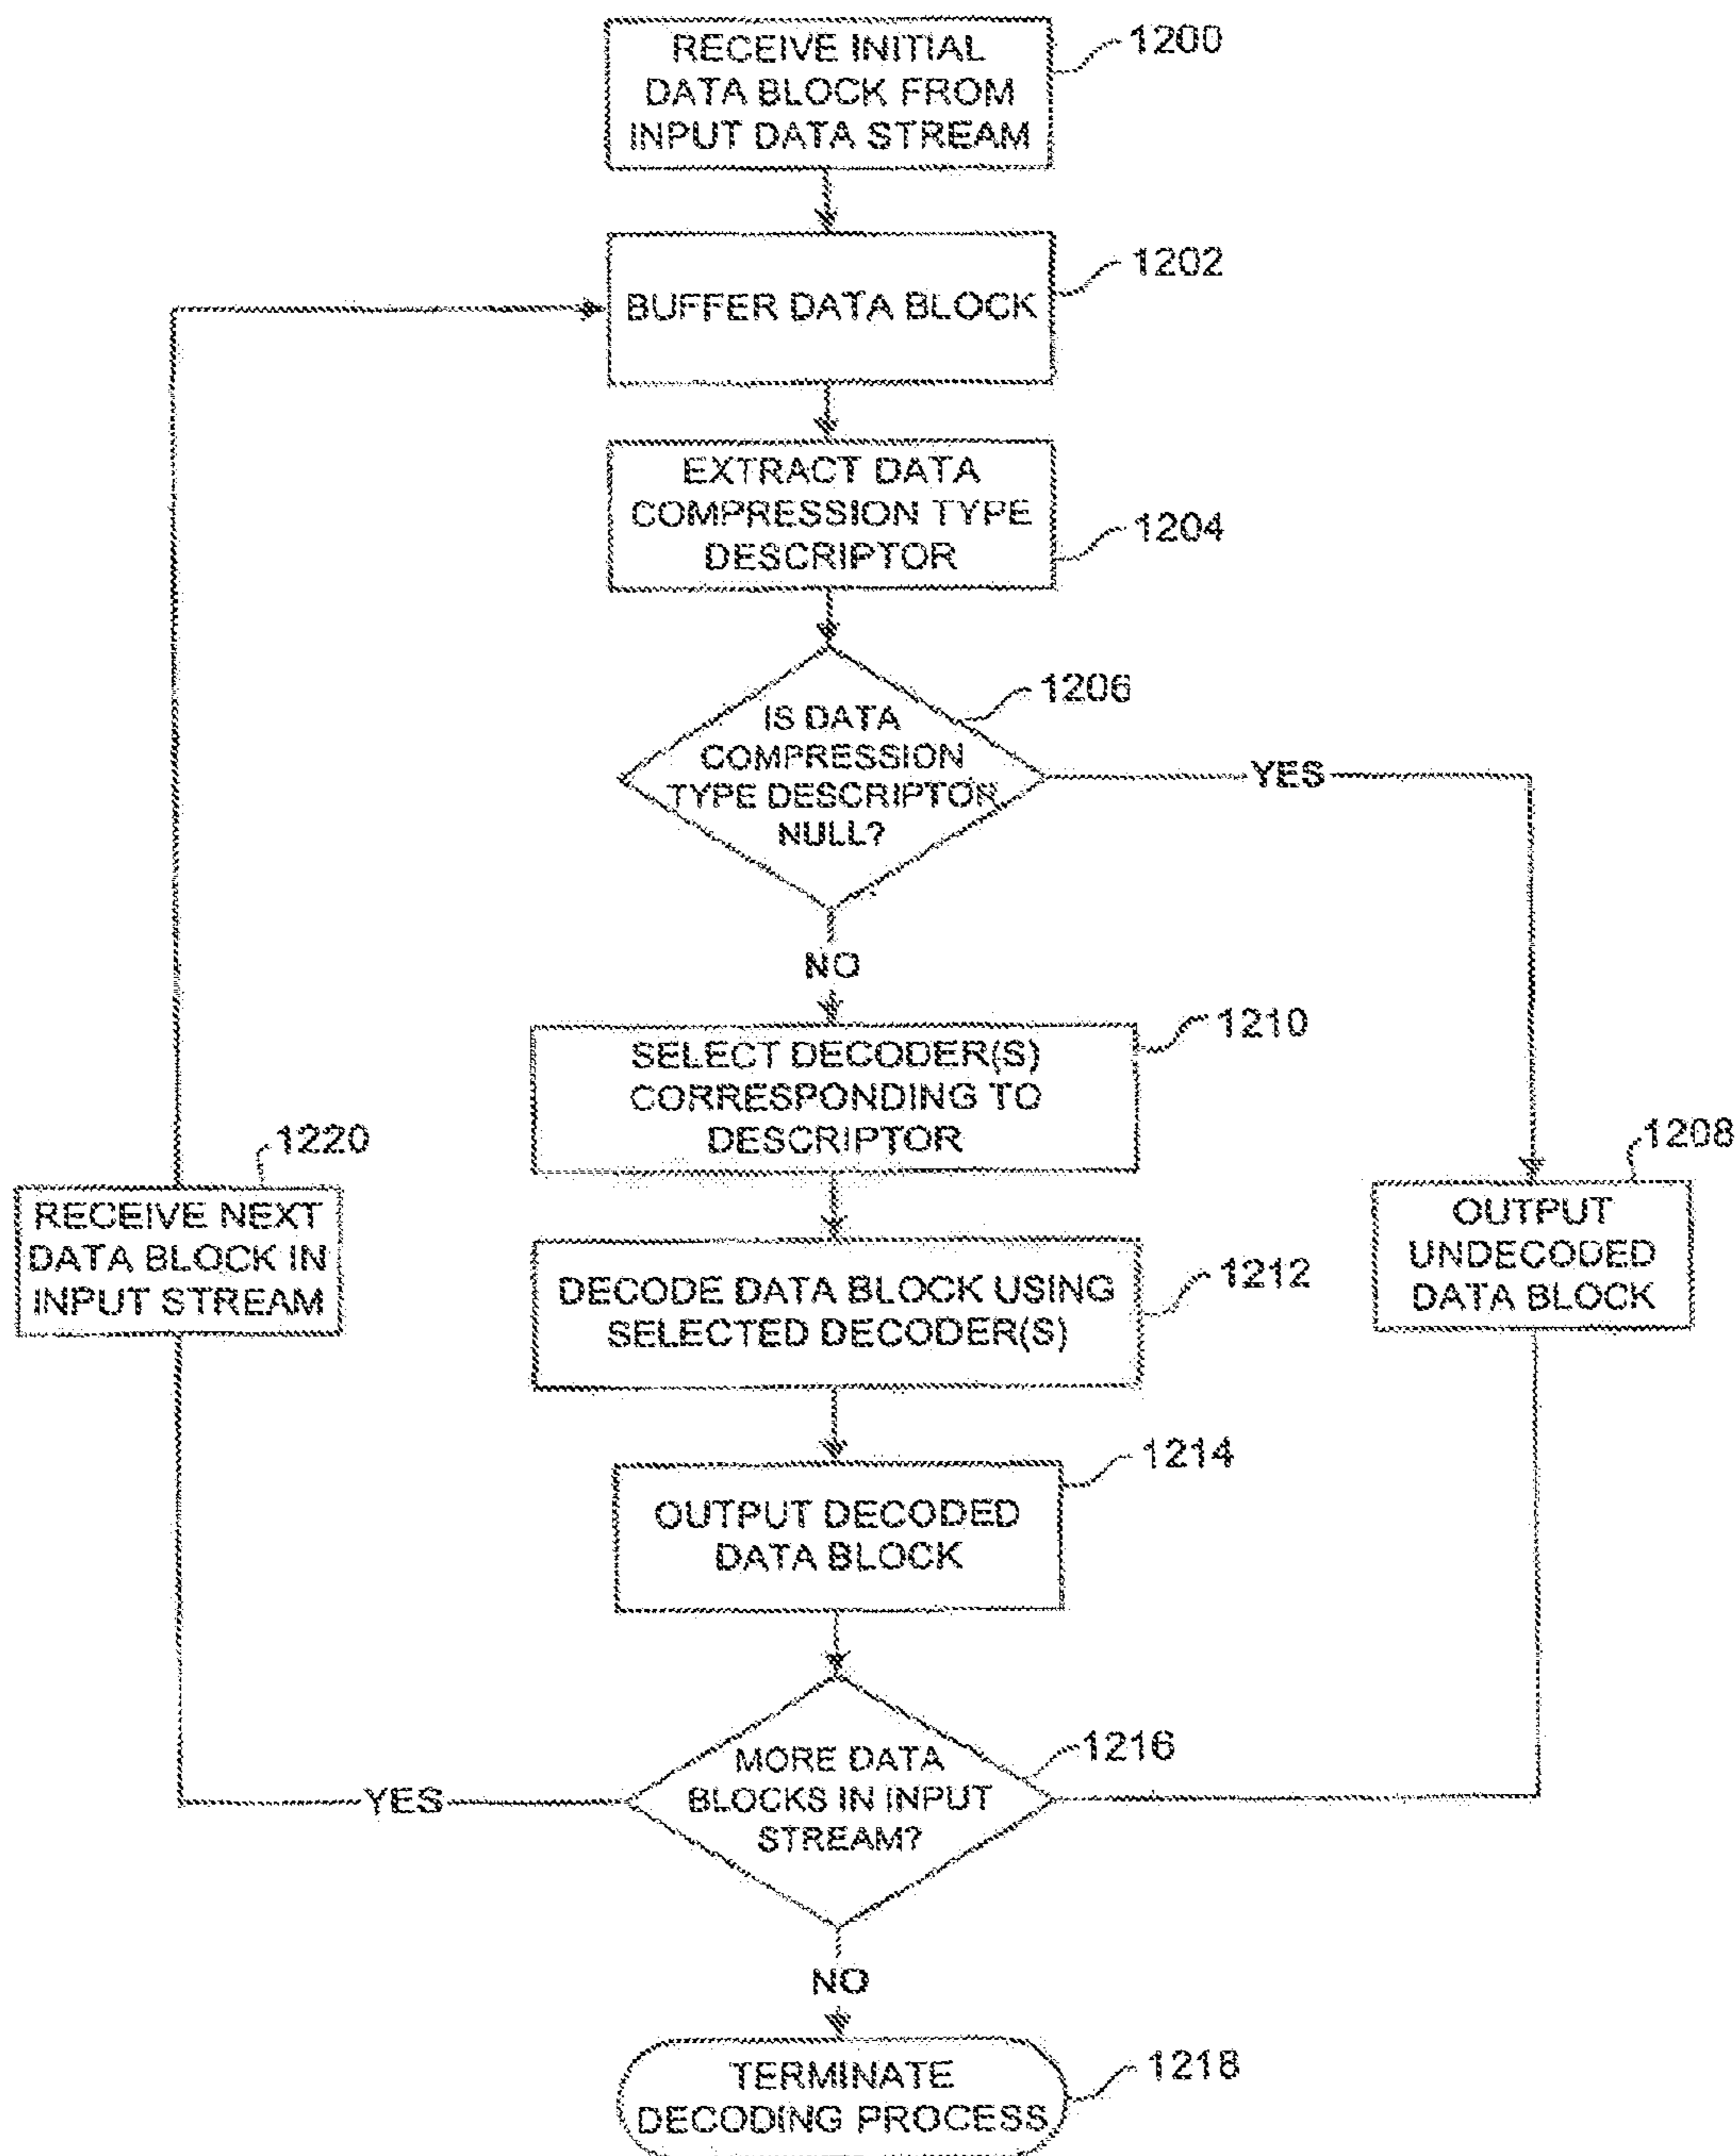 RECEIVE INITIAL
DATA BLOCK FROM
INPUT DATA STREAM
1200
BUFFER DATA BLOCK
1202
EXTRACT DATA
COMPRESSION TYPE
DESCRIPTOR
1204
IS DATA
COMPRESSION
TYPE DESCRIPTOR
NULL?
1206
YES
NO
SELECT DECODER(S)
CORRESPONDING TO
DESCRIPTOR
1210
1220
RECEIVE NEXT
DATA BLOCK IN
INPUT STREAM
1208
OUTPUT
UNDECODED
DATA BLOCK
DECODE DATA BLOCK USING
SELECTED DECODER(S)
1212
OUTPUT DECODED
DATA BLOCK
1214
MORE DATA
BLOCKS IN INPUT
STREAM?
1216
YES
NO
TERMINATE
DECODING PROCESS
1218